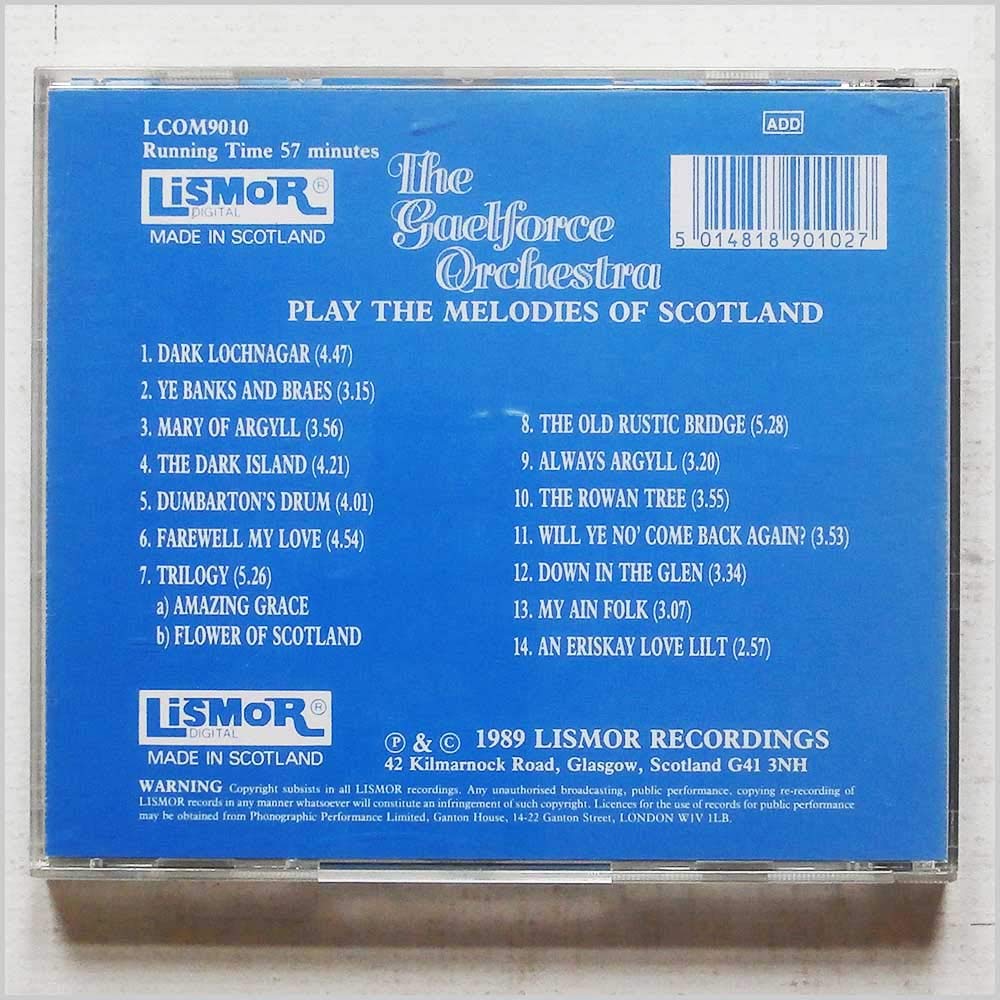 LCOM9010
Running Time 57 minutes
LiSMOR ®
DIGITAL
MADE IN SCOTLAND
ADD
5 014818 901027
The
Gaelforce
Orchestra
PLAY THE MELODIES OF SCOTLAND
1. DARK LOCHNAGAR (4.47)
2. YE BANKS AND BRAES (3.15)
3. MARY OF ARGYLL (3.56)
4. THE DARK ISLAND (4.21)
5. DUMBARTON'S DRUM (4.01)
6. FAREWELL MY LOVE (4.54)
7. TRILOGY (5.26)
a) AMAZING GRACE
b) FLOWER OF SCOTLAND
8. THE OLD RUSTIC BRIDGE (5.28)
9. ALWAYS ARGYLL (3.20)
10. THE ROWAN TREE (3.55)
11. WILL YE NO' COME BACK AGAIN? (3.53)
12. DOWN IN THE GLEN (3.34)
13. MY AIN FOLK (3.07)
14. AN ERISKAY LOVE LILT (2.57)
LiSMOR ®
DIGITAL
MADE IN SCOTLAND
Ⓟ & © 1989 LISMOR RECORDINGS
42 Kilmarnock Road, Glasgow, Scotland G41 3NH
WARNING Copyright subsists in all LISMOR recordings. Any unauthorised broadcasting, public performance, copying re-recording of
LISMOR records in any manner whatsoever will constitute an infringement of such copyright. Licences for the use of records for public performance
may be obtained from Phonographic Performance Limited, Ganton House, 14-22 Ganton Street, LONDON W1V 1LB.